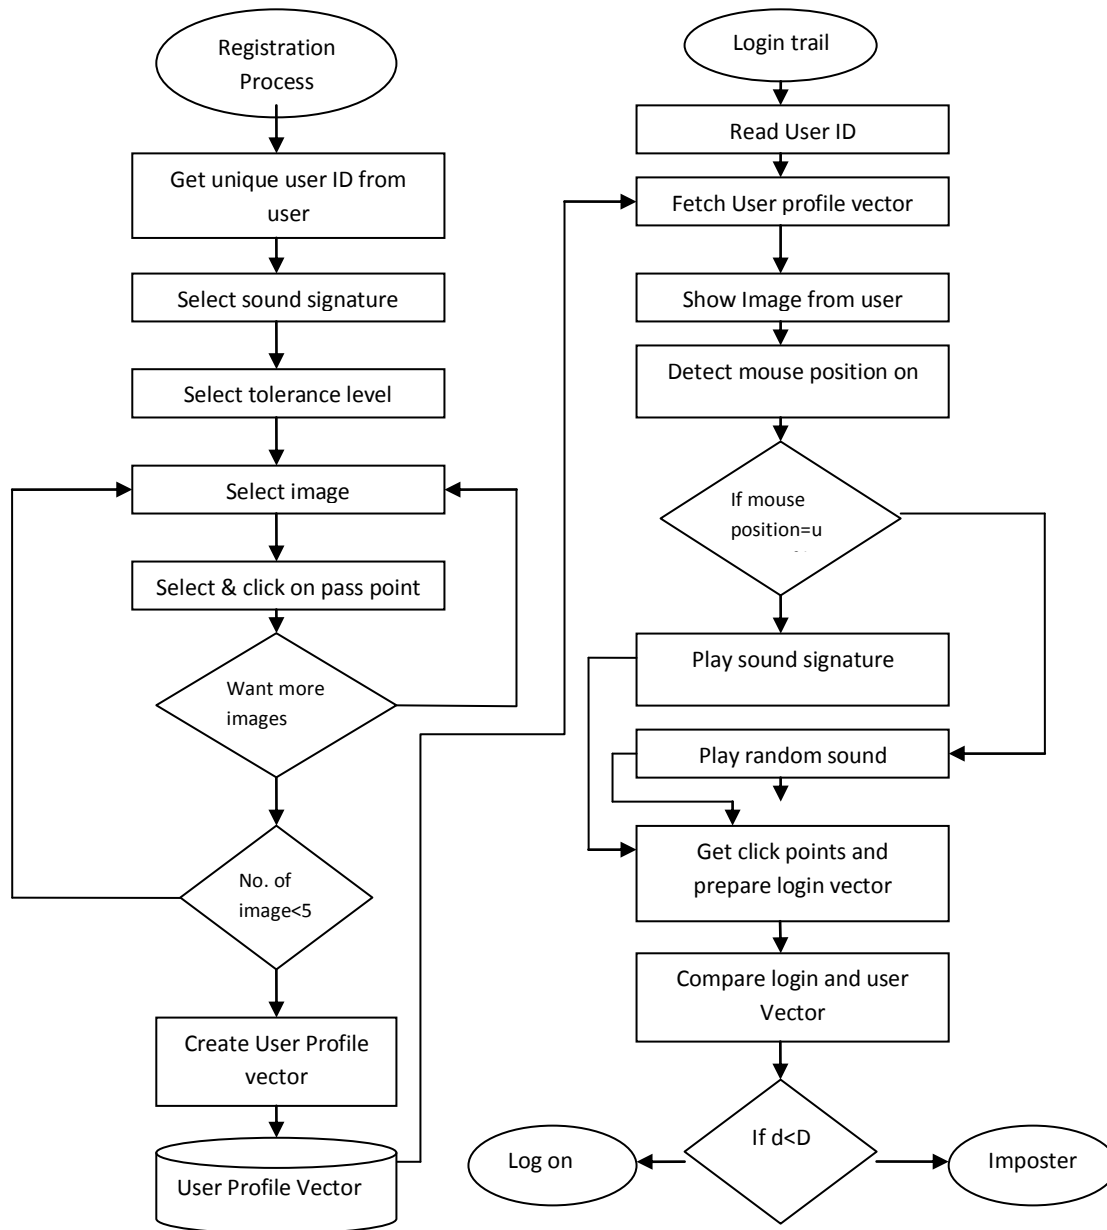 Registration
Process
Get unique user ID from
user
Select sound signature
Select tolerance level
Select image
Select & click on pass point
Want more
images
No. of
image<5
Create User Profile
vector
User Profile Vector
Login trail
Read User ID
Fetch User profile vector
Show Image from user
Detect mouse position on
If mouse
position=u
Play sound signature
Play random sound
Get click points and
prepare login vector
Compare login and user
Vector
If d<D
Log on
Imposter